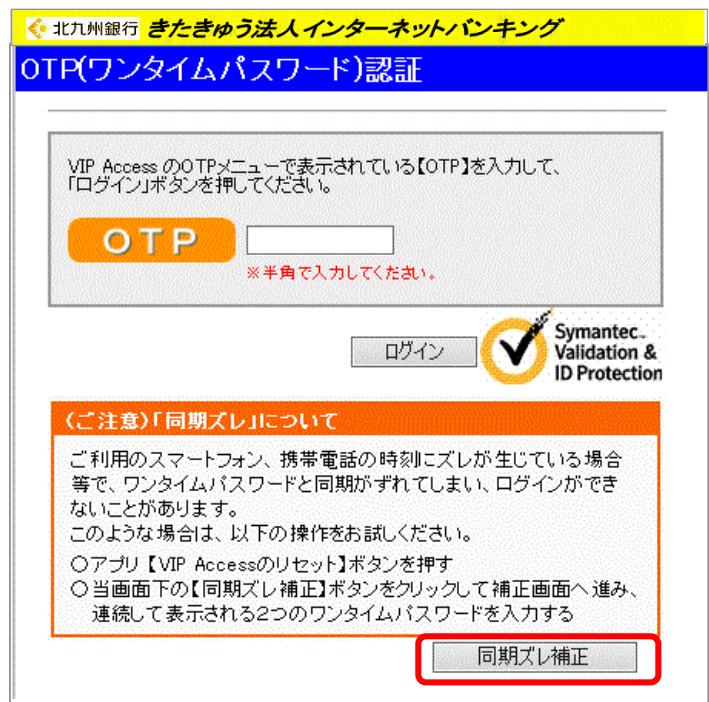 北九州銀行 きたきゅう法人インターネットバンキング
OTP(ワンタイムパスワード)認証
VIP Access のOTPメニューで表示されている【OTP】を入力して、
「ログイン」ボタンを押してください。
OTP
※半角で入力してください。
ログイン
Symantec™
Validation &
ID Protection
(ご注意)「同期ズレ」について
ご利用のスマートフォン、携帯電話の時刻にズレが生じている場合
等で、ワンタイムパスワードと同期がずれてしまい、ログインができ
ないことがあります。
このような場合は、以下の操作をお試しください。
○アプリ【VIP Accessのリセット】ボタンを押す
○当画面下の【同期ズレ補正】ボタンをクリックして補正画面へ進み、
連続して表示される2つのワンタイムパスワードを入力する
同期ズレ補正